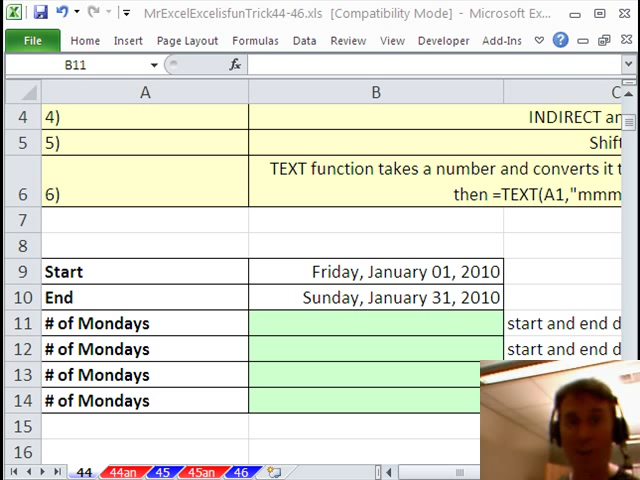 MrExcelExcelisfunTrick44-46.xls [Compatibility Mode] - Microsoft Ex...
File Home Insert Page Layout Formulas Data Review View Developer Add-Ins
B11 fx
A B C
4 4) INDIRECT an
5 5) Shift
TEXT function takes a number and converts it t
6 6) then =TEXT(A1,"mmm
7
8
9 Start Friday, January 01, 2010
10 End Sunday, January 31, 2010
11 # of Mondays start and end d
12 # of Mondays start and end d
13 # of Mondays
14 # of Mondays
15
16
44 44an 45 45an 46